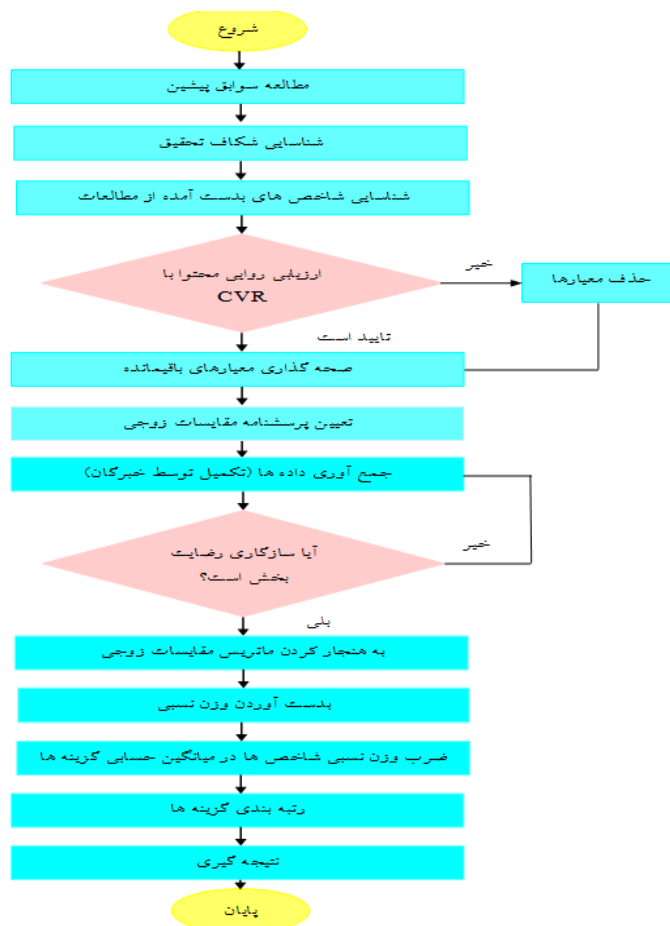 شروع
مطالعه سوابق پیشین
شناسایی شکاف تحقیق
شناسایی شاخص های بدست آمده از مطالعات
ارزیابی روایی محتوا با
CVR
خیر
حذف معیارها
تایید است
صحه گذاری معیارهای باقیمانده
تعیین پرسشنامه مقایسات زوجی
جمع آوری داده ها (تکمیل توسط خبرگان)
آیا سازگاری رضایت
بخش است؟
خیر
بلی
به هنجار کردن ماتریس مقایسات زوجی
بدست آوردن وزن نسبی
ضرب وزن نسبی شاخص ها در میانگین حسابی گزینه ها
رتبه بندی گزینه ها
نتیجه گیری
پایان